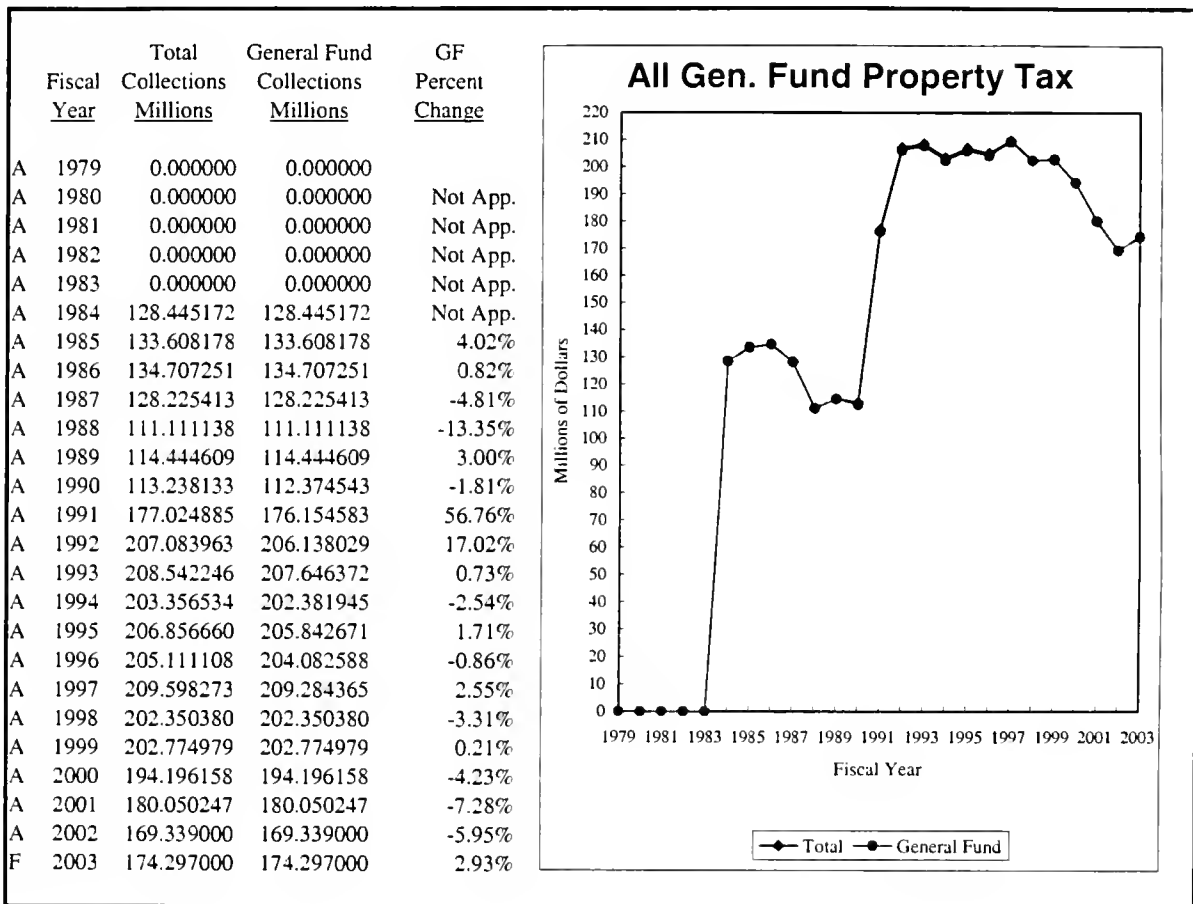 Total General Fund GF
Fiscal Collections Collections Percent
Year Millions Millions Change
A 1979 0.000000 0.000000
A 1980 0.000000 0.000000 Not App.
A 1981 0.000000 0.000000 Not App.
A 1982 0.000000 0.000000 Not App.
A 1983 0.000000 0.000000 Not App.
A 1984 128.445172 128.445172 Not App.
A 1985 133.608178 133.608178 4.02%
A 1986 134.707251 134.707251 0.82%
A 1987 128.225413 128.225413 -4.81%
A 1988 111.111138 111.111138 -13.35%
A 1989 114.444609 114.444609 3.00%
A 1990 113.238133 112.374543 -1.81%
A 1991 177.024885 176.154583 56.76%
A 1992 207.083963 206.138029 17.02%
A 1993 208.542246 207.646372 0.73%
A 1994 203.356534 202.381945 -2.54%
A 1995 206.856660 205.842671 1.71%
A 1996 205.111108 204.082588 -0.86%
A 1997 209.598273 209.284365 2.55%
A 1998 202.350380 202.350380 -3.31%
A 1999 202.774979 202.774979 0.21%
A 2000 194.196158 194.196158 -4.23%
A 2001 180.050247 180.050247 -7.28%
A 2002 169.339000 169.339000 -5.95%
F 2003 174.297000 174.297000 2.93%
All Gen. Fund Property Tax
Millions of Dollars
220
210
200
190
180
170
160
150
140
130
120
110
100
90
80
70
60
50
40
30
20
10
0
1979 1981 1983 1985 1987 1989 1991 1993 1995 1997 1999 2001 2003
Fiscal Year
Total General Fund